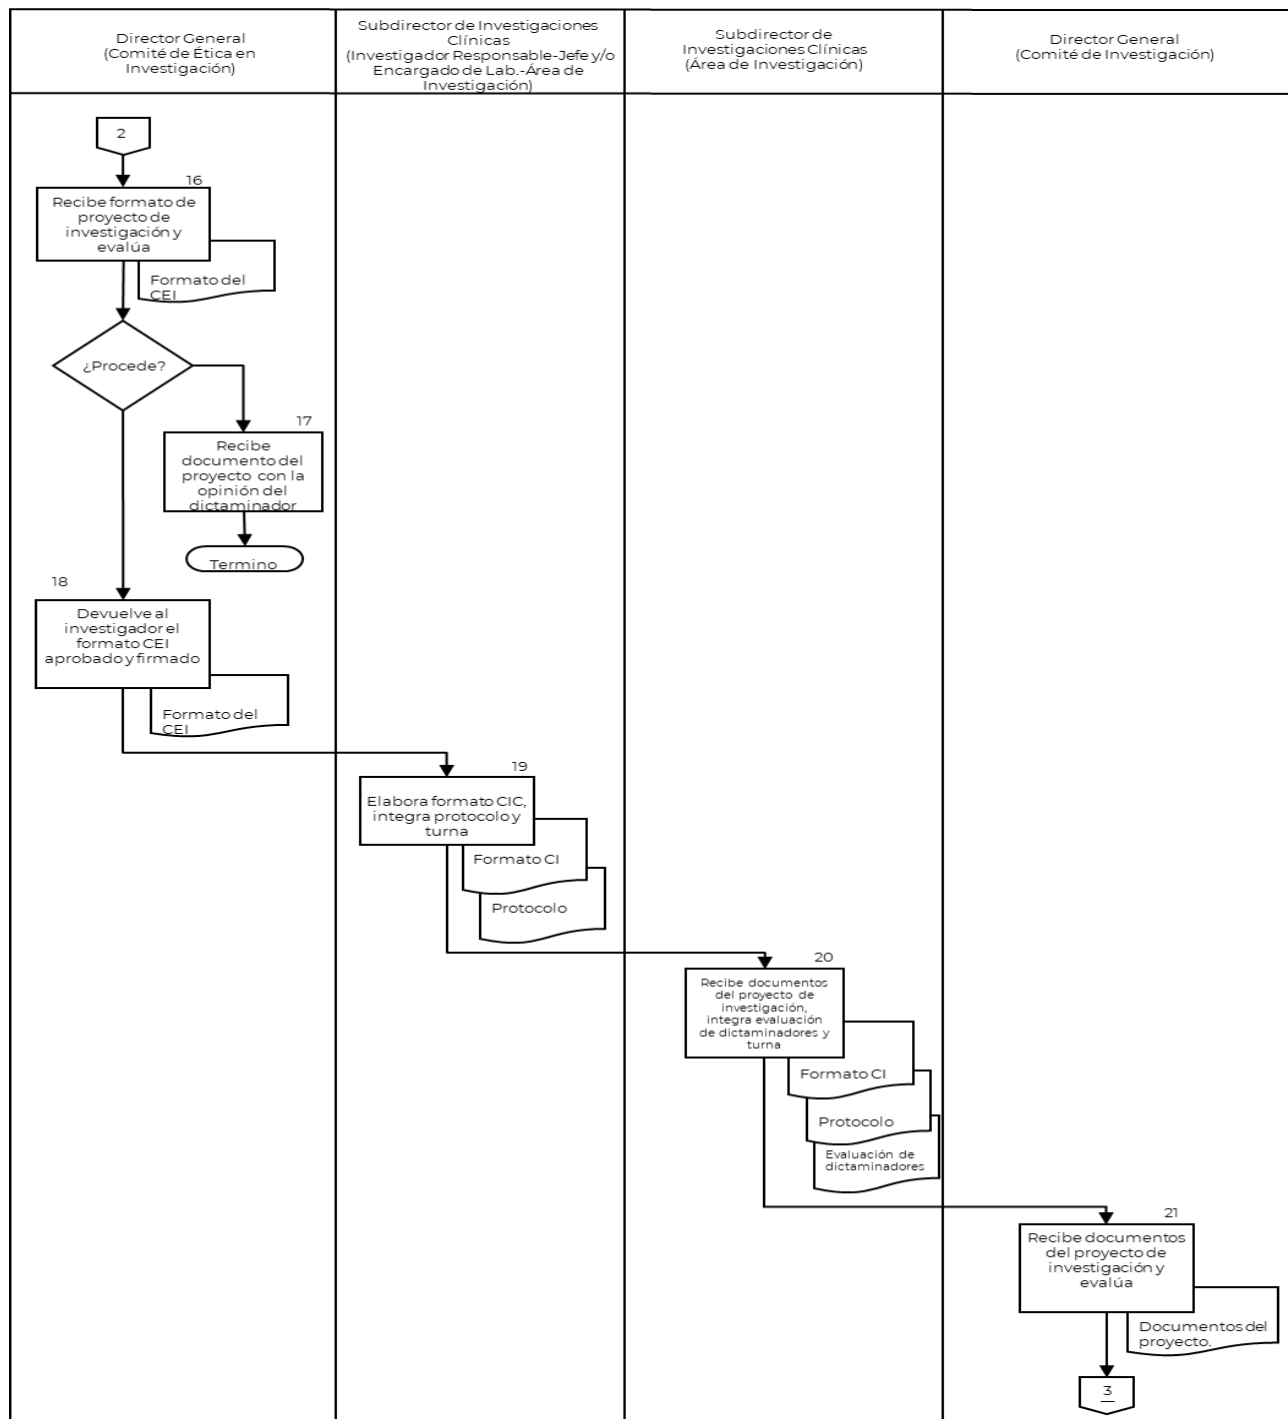 Director General
(Comité de Ética en
Investigación)
Subdirector de Investigaciones
Clínicas
(Investigador Responsable-Jefe y/o
Encargado de Lab.-Área de
Investigación)
Subdirector de
Investigaciones Clínicas
(Área de Investigación)
Director General
(Comité de Investigación)
2
16
Recibe formato de
proyecto de
investigación y
evalúa
Formato del
CEI
¿Procede?
17
Recibe
documento del
proyecto con la
opinión del
dictaminador
Termino
18
Devuelve al
investigador el
formato CEI
aprobado y firmado
Formato del
CEI
19
Elabora formato CIC,
integra protocolo y
turna
Formato CI
Protocolo
20
Recibe documentos
del proyecto de
investigación,
integra evaluación
de dictaminadores y
turna
Formato CI
Protocolo
Evaluación de
dictaminadores
21
Recibe documentos
del proyecto de
investigación y
evalúa
Documentos del
proyecto.
3